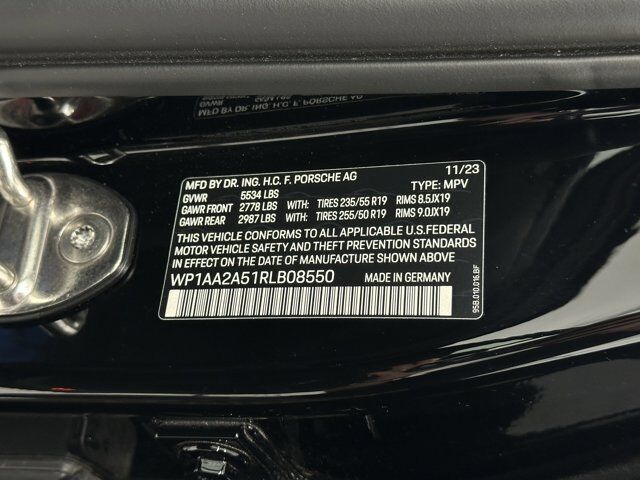 MFD BY DR. ING. H.C. F. PORSCHE AG 11/23
GVWR 5534 LBS TYPE: MPV
GAWR FRONT 2778 LBS WITH: TIRES 235/55 R19 RIMS 8.5JX19
GAWR REAR 2987 LBS WITH: TIRES 255/50 R19 RIMS 9.0JX19
THIS VEHICLE CONFORMS TO ALL APPLICABLE U.S. FEDERAL
MOTOR VEHICLE SAFETY AND THEFT PREVENTION STANDARDS
IN EFFECT ON THE DATE OF MANUFACTURE SHOWN ABOVE
WP1AA2A51RLB08550 MADE IN GERMANY
95B.010.016.BF